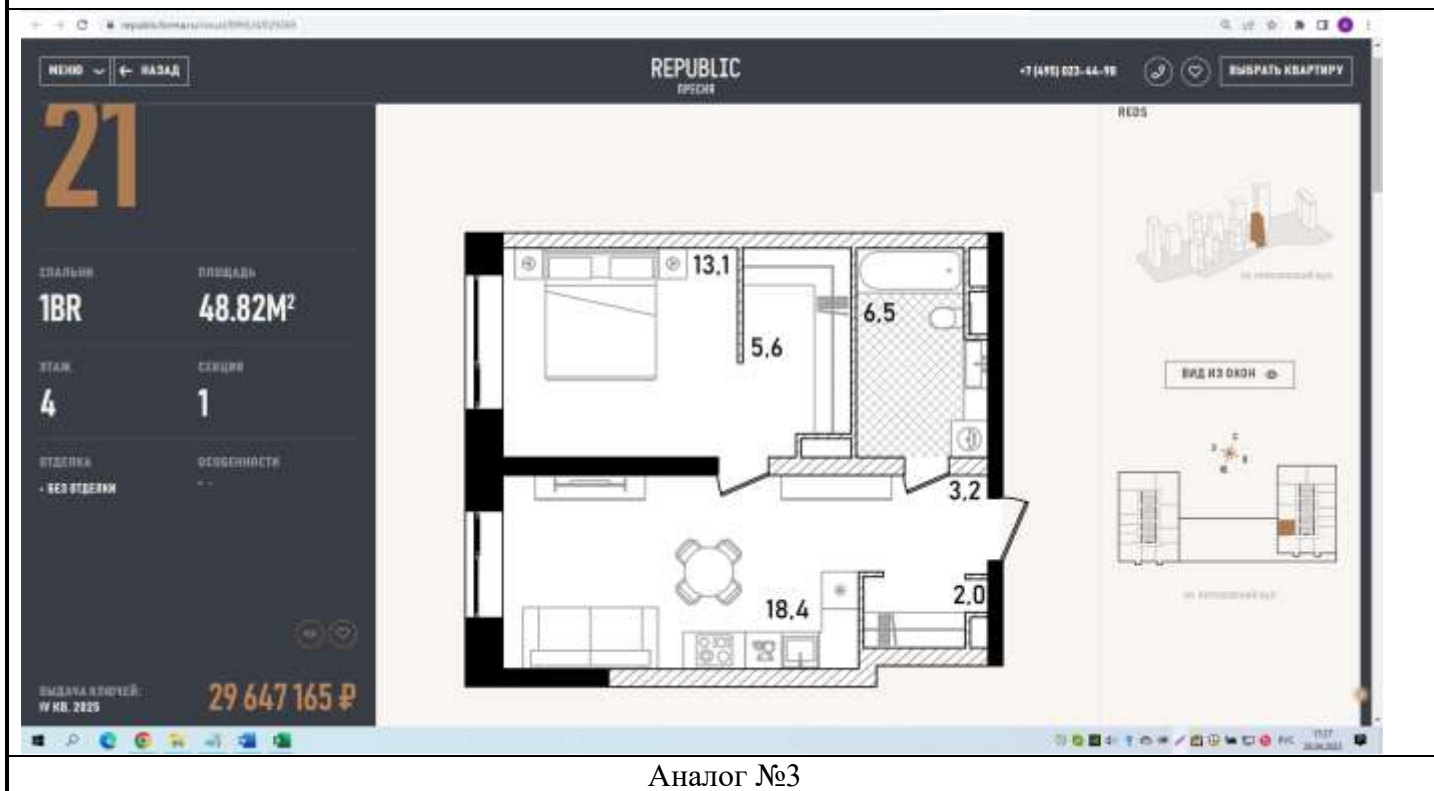 МЕНЮ
← НАЗАД
REPUBLIC
ПРЕСНЯ
+7 (495) 023-44-98
ВЫБРАТЬ КВАРТИРУ
21
REDS
СПАЛЬНИ
ПЛОЩАДЬ
1BR
48.82М²
ЭТАЖ
СЕКЦИЯ
4
1
ОТДЕЛКА
ОСОБЕННОСТИ
- БЕЗ ОТДЕЛКИ
- -
ВЫДАЧА КЛЮЧЕЙ:
IV КВ. 2025
29 647 165 ₽
13,1
5,6
6,5
3,2
2,0
18,4
ВИД ИЗ ОКОН
РУС
Аналог №3